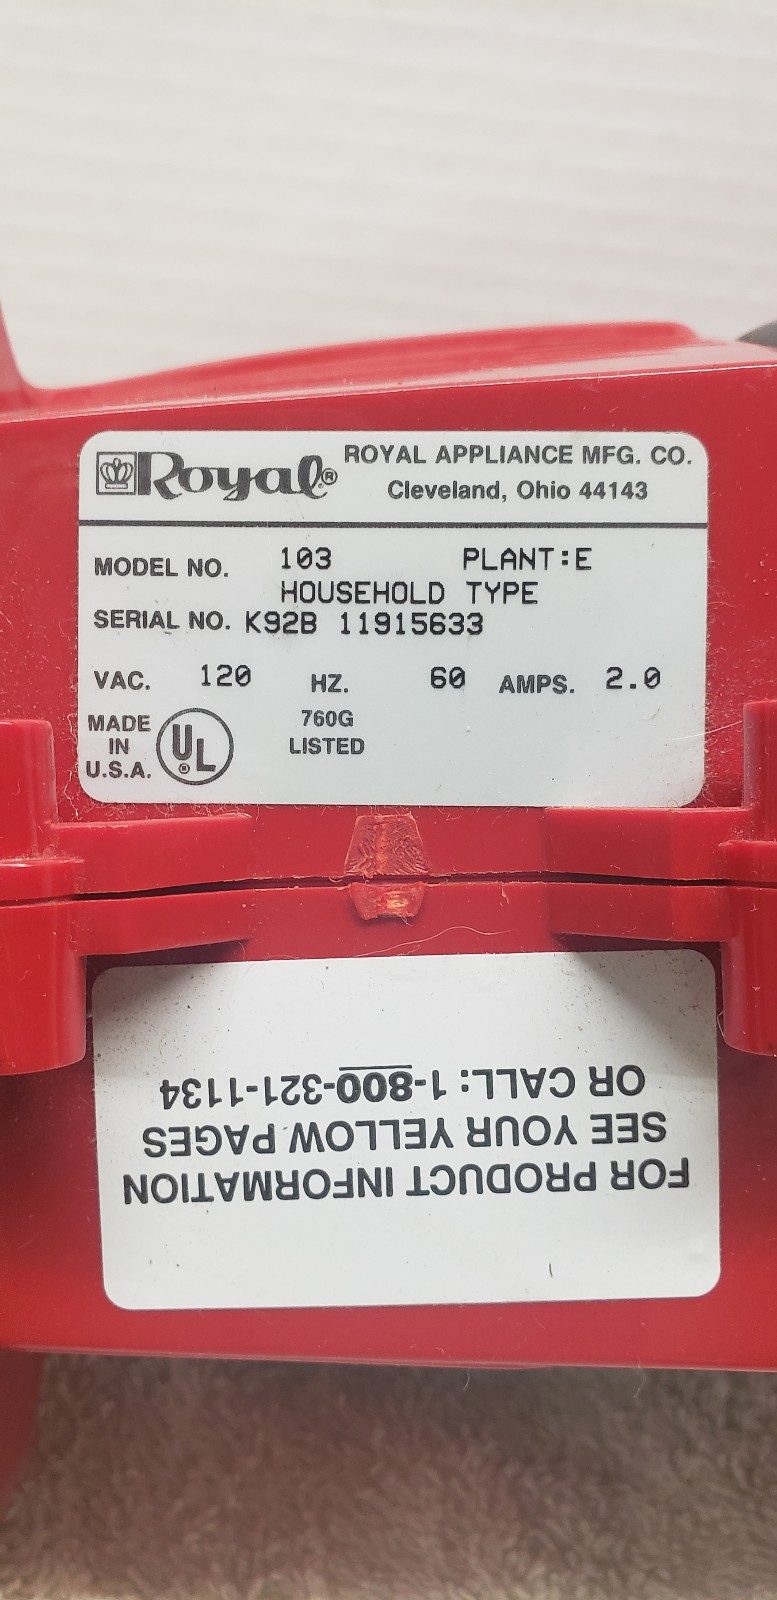 Royal®
ROYAL APPLIANCE MFG. CO.
Cleveland, Ohio 44143
MODEL NO. 103 PLANT:E
HOUSEHOLD TYPE
SERIAL NO. K92B 11915633
VAC. 120 HZ. 60 AMPS. 2.0
MADE IN U.S.A.
UL®
760G
LISTED
FOR PRODUCT INFORMATION
SEE YOUR YELLOW PAGES
OR CALL: 1-800-321-1134